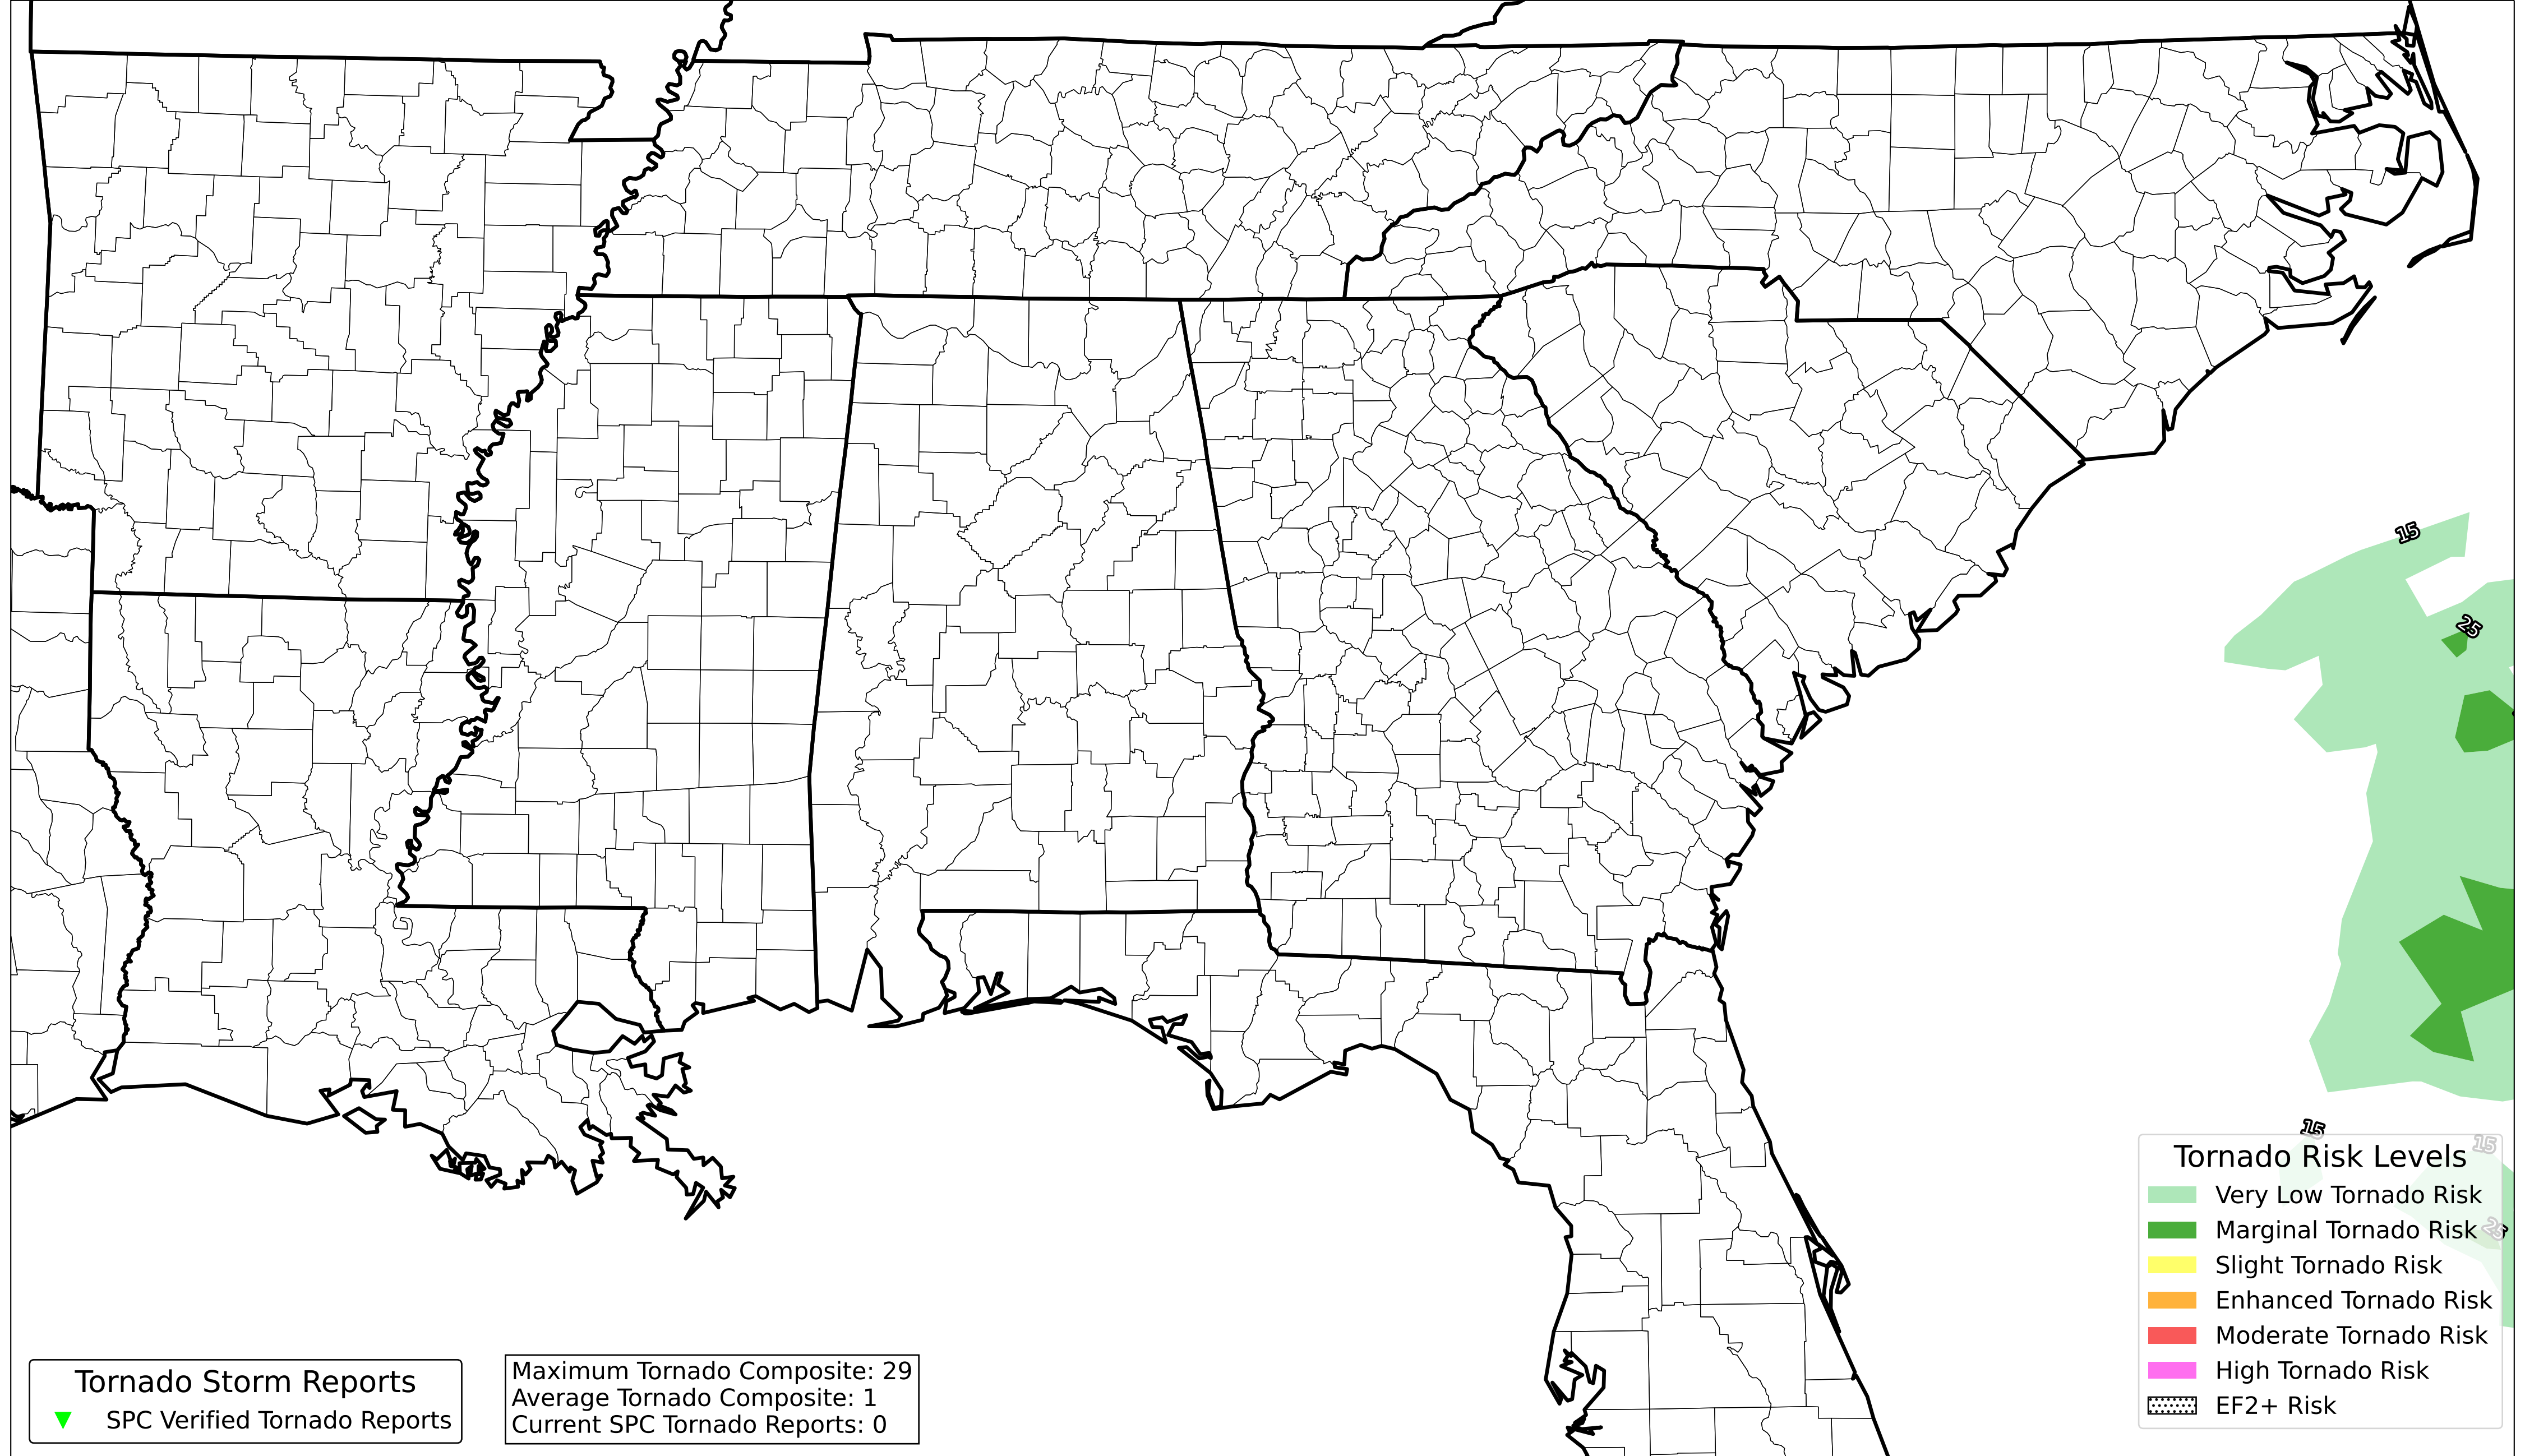 15
25
15
15
25
Tornado Risk Levels
Very Low Tornado Risk
Marginal Tornado Risk
Slight Tornado Risk
Enhanced Tornado Risk
Moderate Tornado Risk
High Tornado Risk
EF2+ Risk
Tornado Storm Reports
SPC Verified Tornado Reports
Maximum Tornado Composite: 29
Average Tornado Composite: 1
Current SPC Tornado Reports: 0